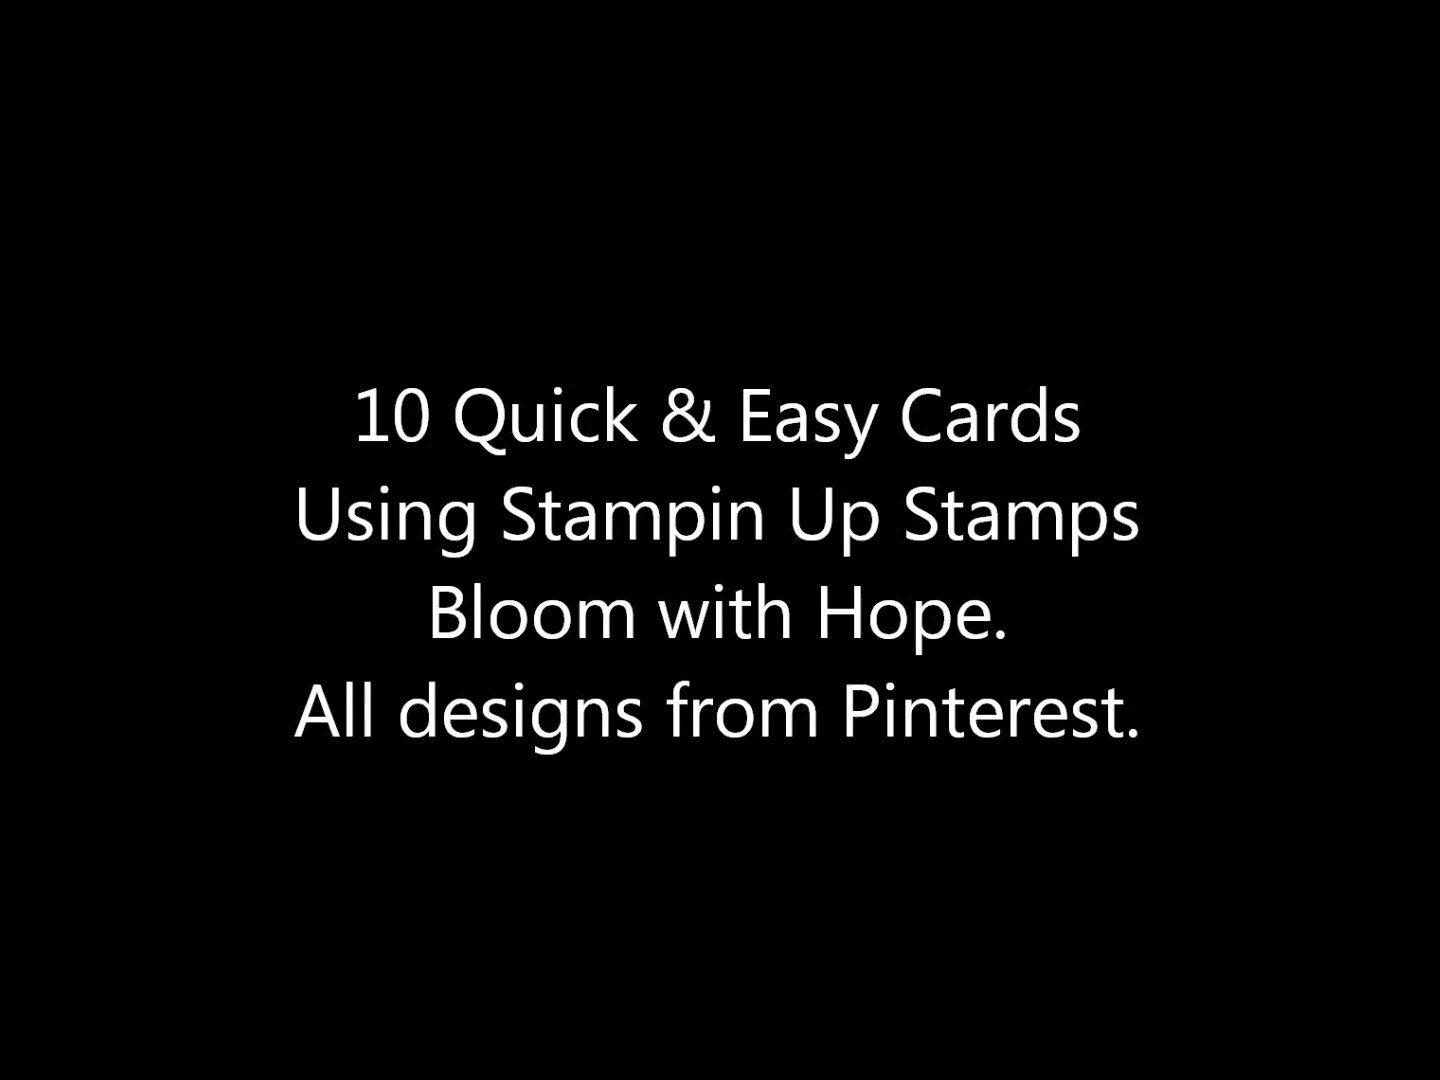 10 Quick & Easy Cards
Using Stampin Up Stamps
Bloom with Hope.
All designs from Pinterest.